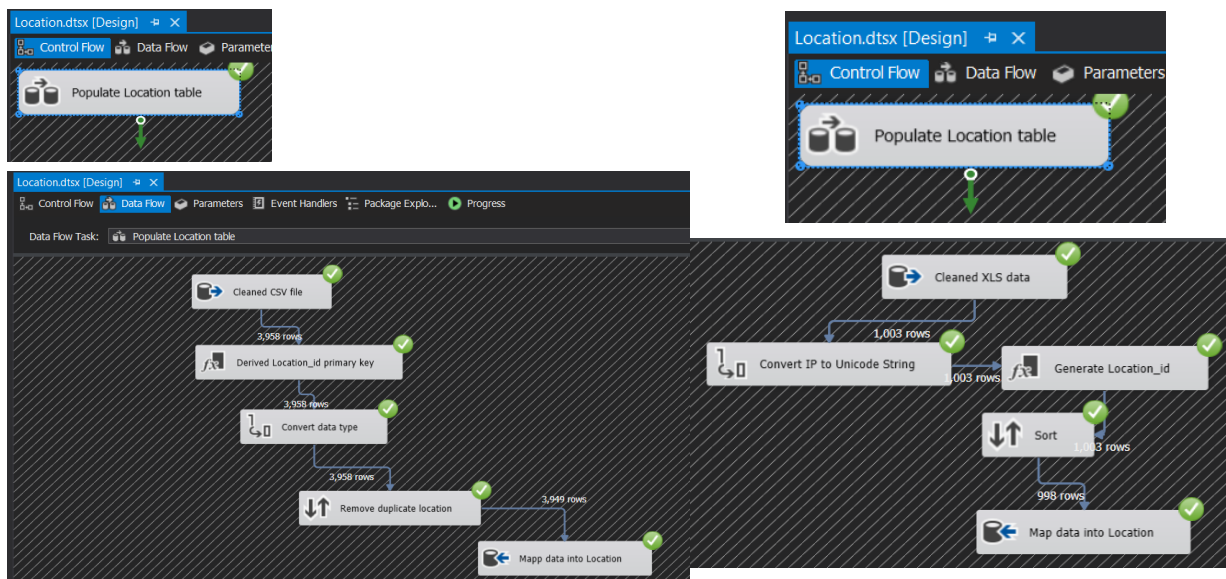 Location.dtsx [Design]
Control Flow Data Flow Parameter
Populate Location table
Location.dtsx [Design]
Control Flow Data Flow Parameters Event Handlers Package Explo... Progress
Data Flow Task: Populate Location table
Cleaned CSV file
3,958 rows
Derived Location_id primary key
3,958 rows
Convert data type
3,958 rows
Remove duplicate location
3,949 rows
Mapp data into Location
Location.dtsx [Design]
Control Flow Data Flow Parameters
Populate Location table
Cleaned XLS data
1,003 rows
Convert IP to Unicode String
1,003 rows
Generate Location_id
Sort
1,003 rows
998 rows
Map data into Location